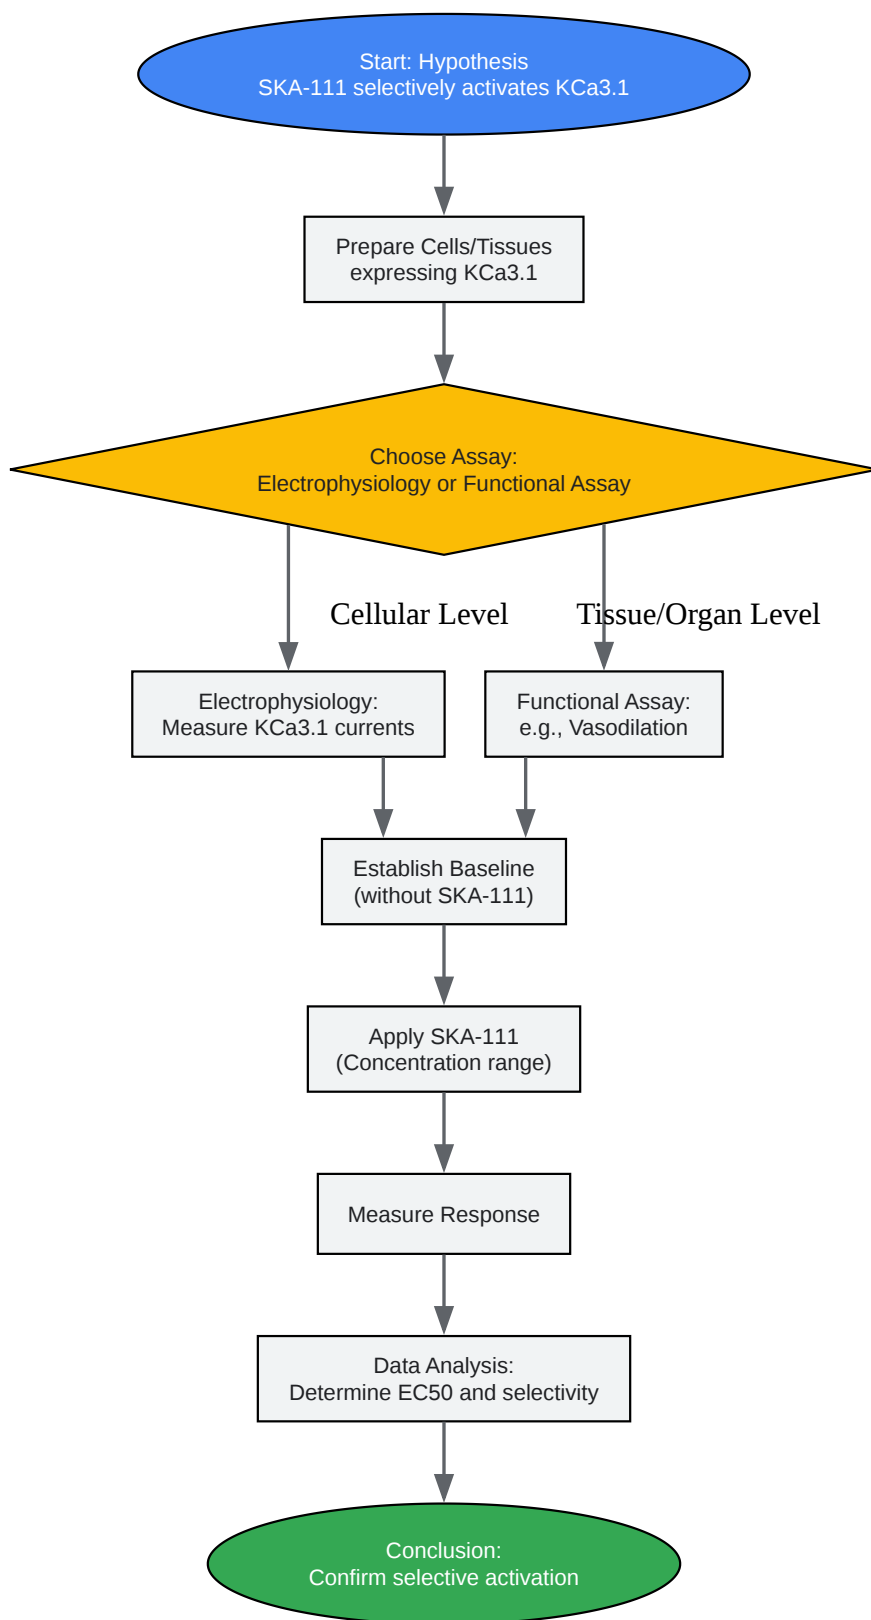 Start: Hypothesis
SKA-111 selectively activates KCa3.1
Prepare Cells/Tissues
expressing KCa3.1
Choose Assay:
Electrophysiology or Functional Assay
Cellular Level
Tissue/Organ Level
Electrophysiology:
Measure KCa3.1 currents
Functional Assay:
e.g., Vasodilation
Establish Baseline
(without SKA-111)
Apply SKA-111
(Concentration range)
Measure Response
Data Analysis:
Determine EC50 and selectivity
Conclusion:
Confirm selective activation